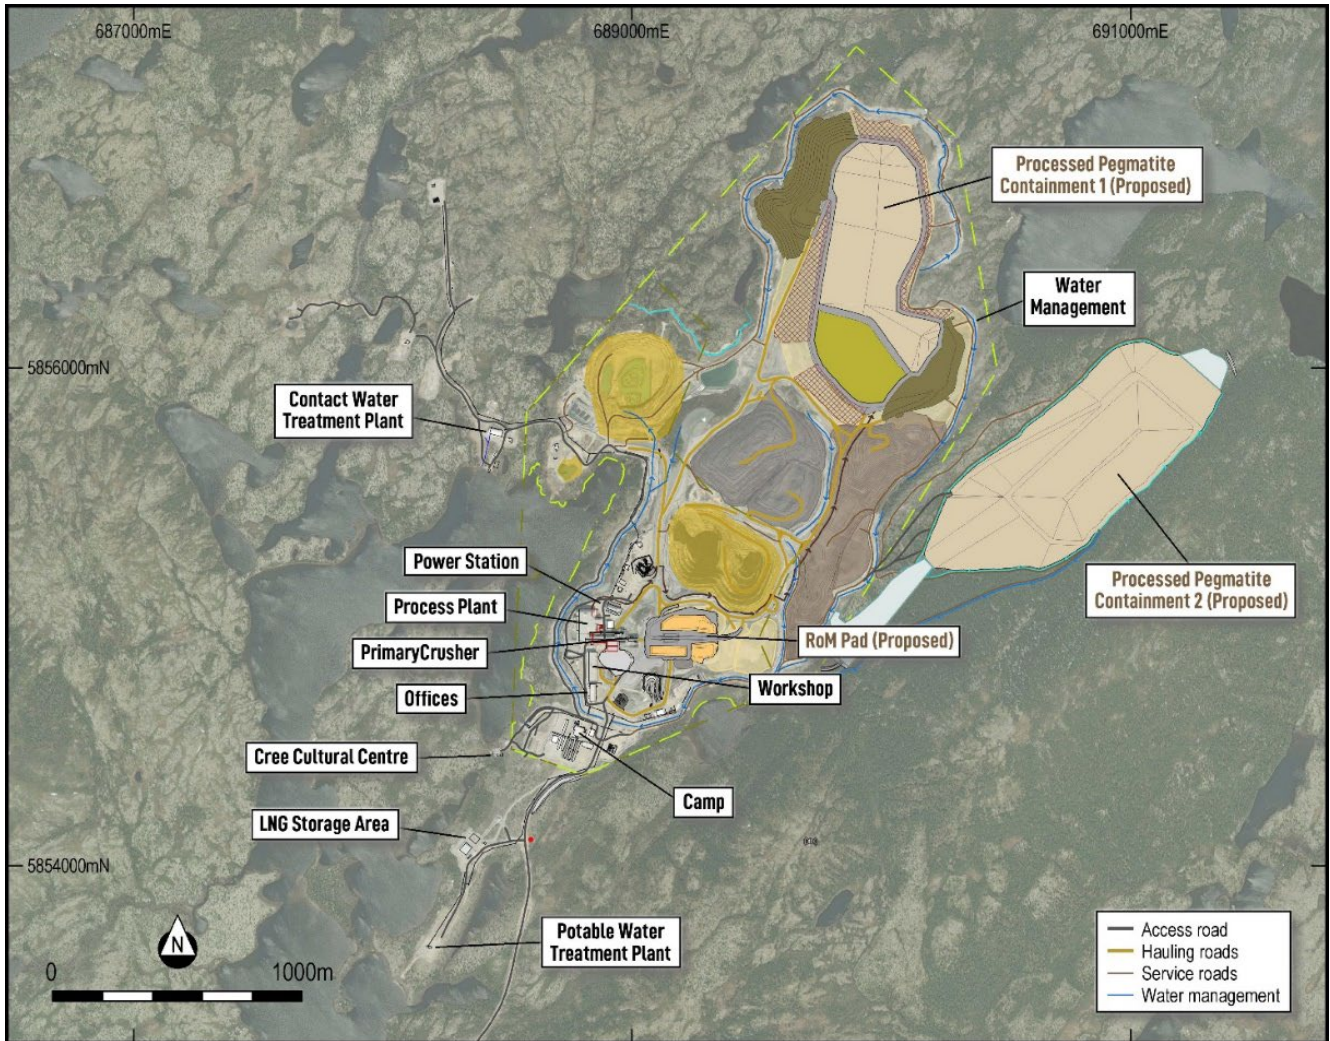 687000mE
689000mE
691000mE
Processed Pegmatite
Containment 1 (Proposed)
Water
Management
5856000mN
Contact Water
Treatment Plant
Power Station
Process Plant
PrimaryCrusher
Offices
Processed Pegmatite
Containment 2 (Proposed)
RoM Pad (Proposed)
Workshop
Cree Cultural Centre
Camp
LNG Storage Area
5854000mN
Potable Water
Treatment Plant
N
0
1000m
Access road
Hauling roads
Service roads
Water management